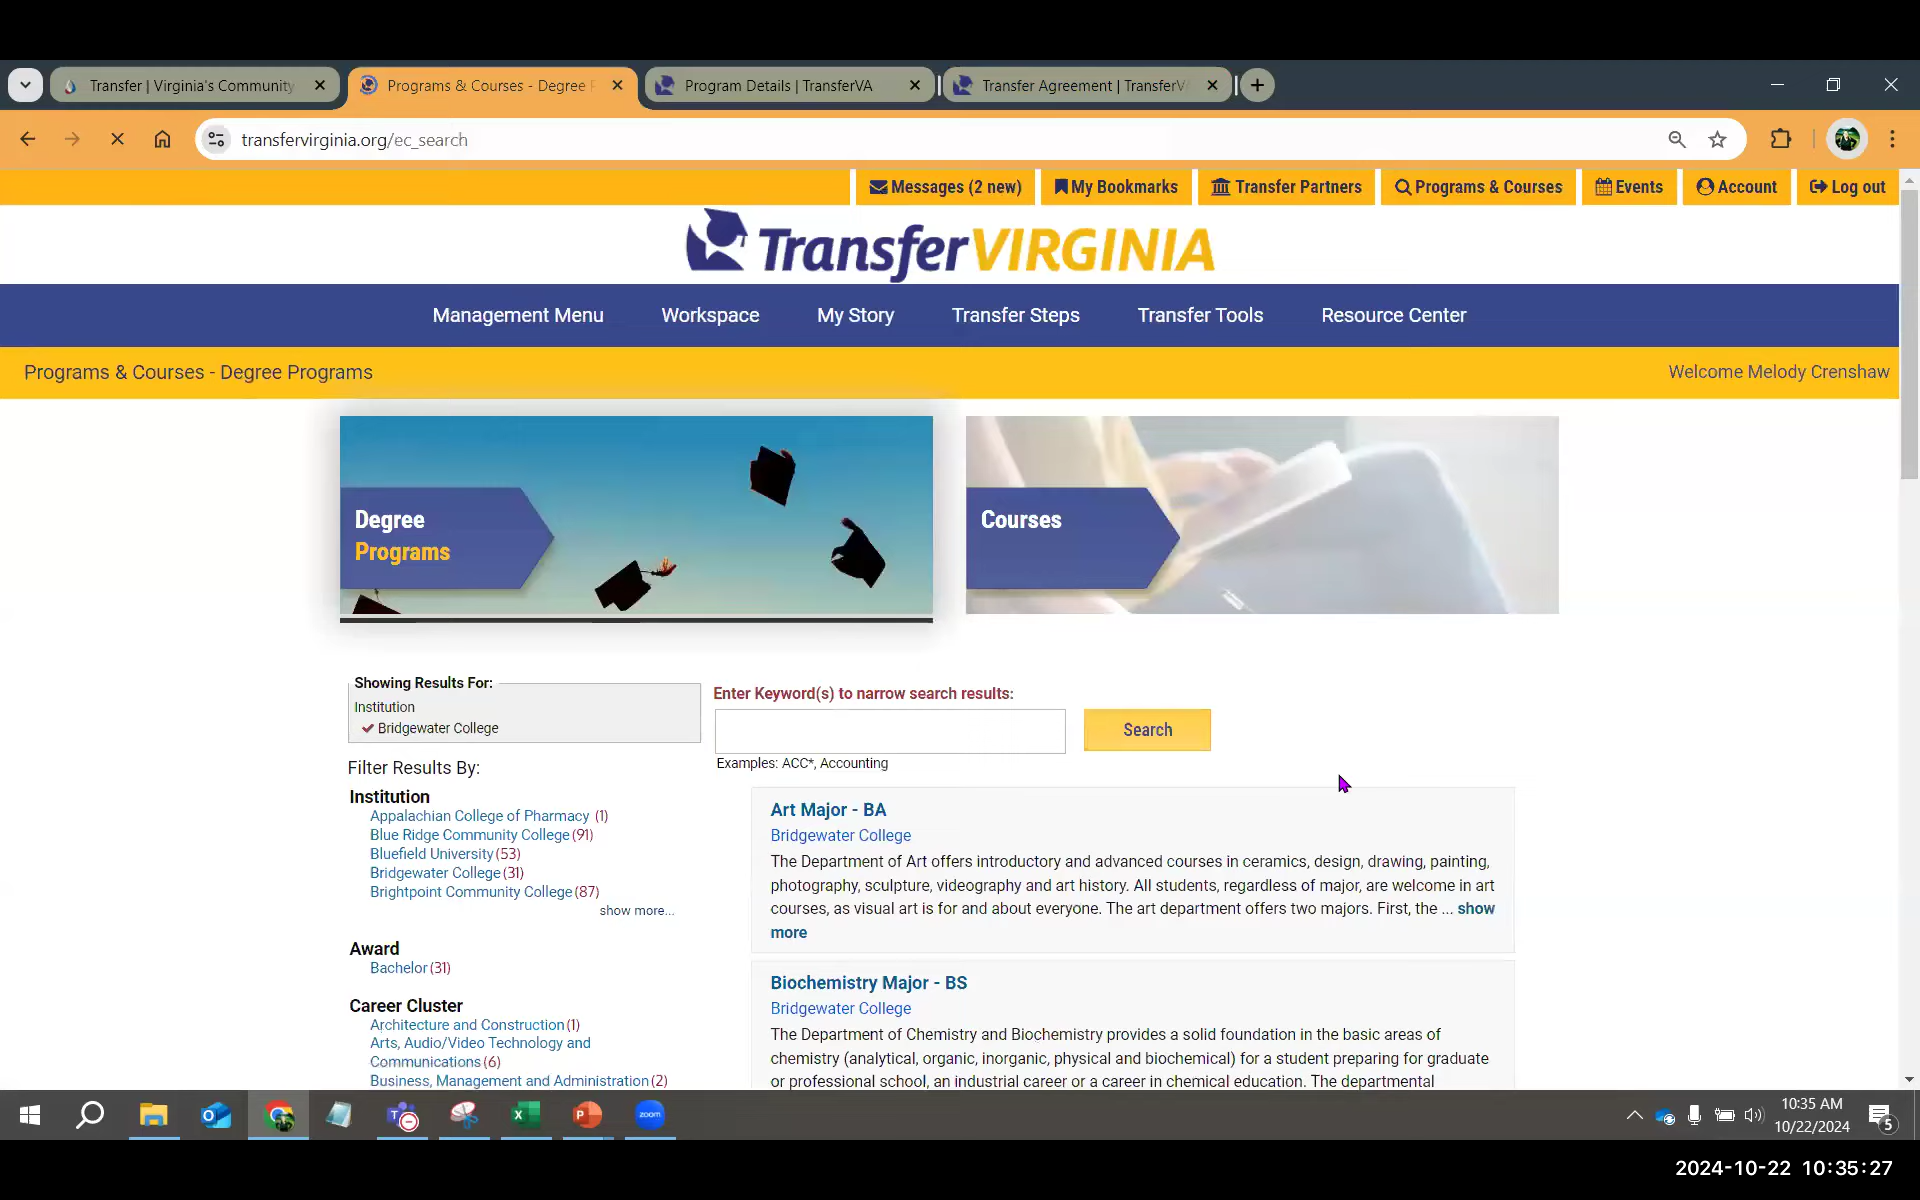 Transfer | Virginia's Community
Programs & Courses - Degree P
Program Details | TransferVA
Transfer Agreement | TransferV
transfervirginia.org/ec_search
Messages (2 new)
My Bookmarks
Transfer Partners
Programs & Courses
Events
Account
Log out
TransferVIRGINIA
Management Menu
Workspace
My Story
Transfer Steps
Transfer Tools
Resource Center
Programs & Courses - Degree Programs
Welcome Melody Crenshaw
Degree
Programs
Courses
Showing Results For:
Institution
Bridgewater College
Filter Results By:
Institution
Appalachian College of Pharmacy (1)
Blue Ridge Community College (91)
Bluefield University (53)
Bridgewater College (31)
Brightpoint Community College (87)
show more...
Award
Bachelor (31)
Career Cluster
Architecture and Construction (1)
Arts, Audio/Video Technology and
Communications (6)
Business, Management and Administration (2)
Enter Keyword(s) to narrow search results:
Search
Examples: ACC*, Accounting
Art Major - BA
Bridgewater College
The Department of Art offers introductory and advanced courses in ceramics, design, drawing, painting,
photography, sculpture, videography and art history. All students, regardless of major, are welcome in art
courses, as visual art is for and about everyone. The art department offers two majors. First, the ... show
more
Biochemistry Major - BS
Bridgewater College
The Department of Chemistry and Biochemistry provides a solid foundation in the basic areas of
chemistry (analytical, organic, inorganic, physical and biochemical) for a student preparing for graduate
or professional school, an industrial career or a career in chemical education. The departmental
zoom
10:35 AM
10/22/2024
5
2024-10-22 10:35:27